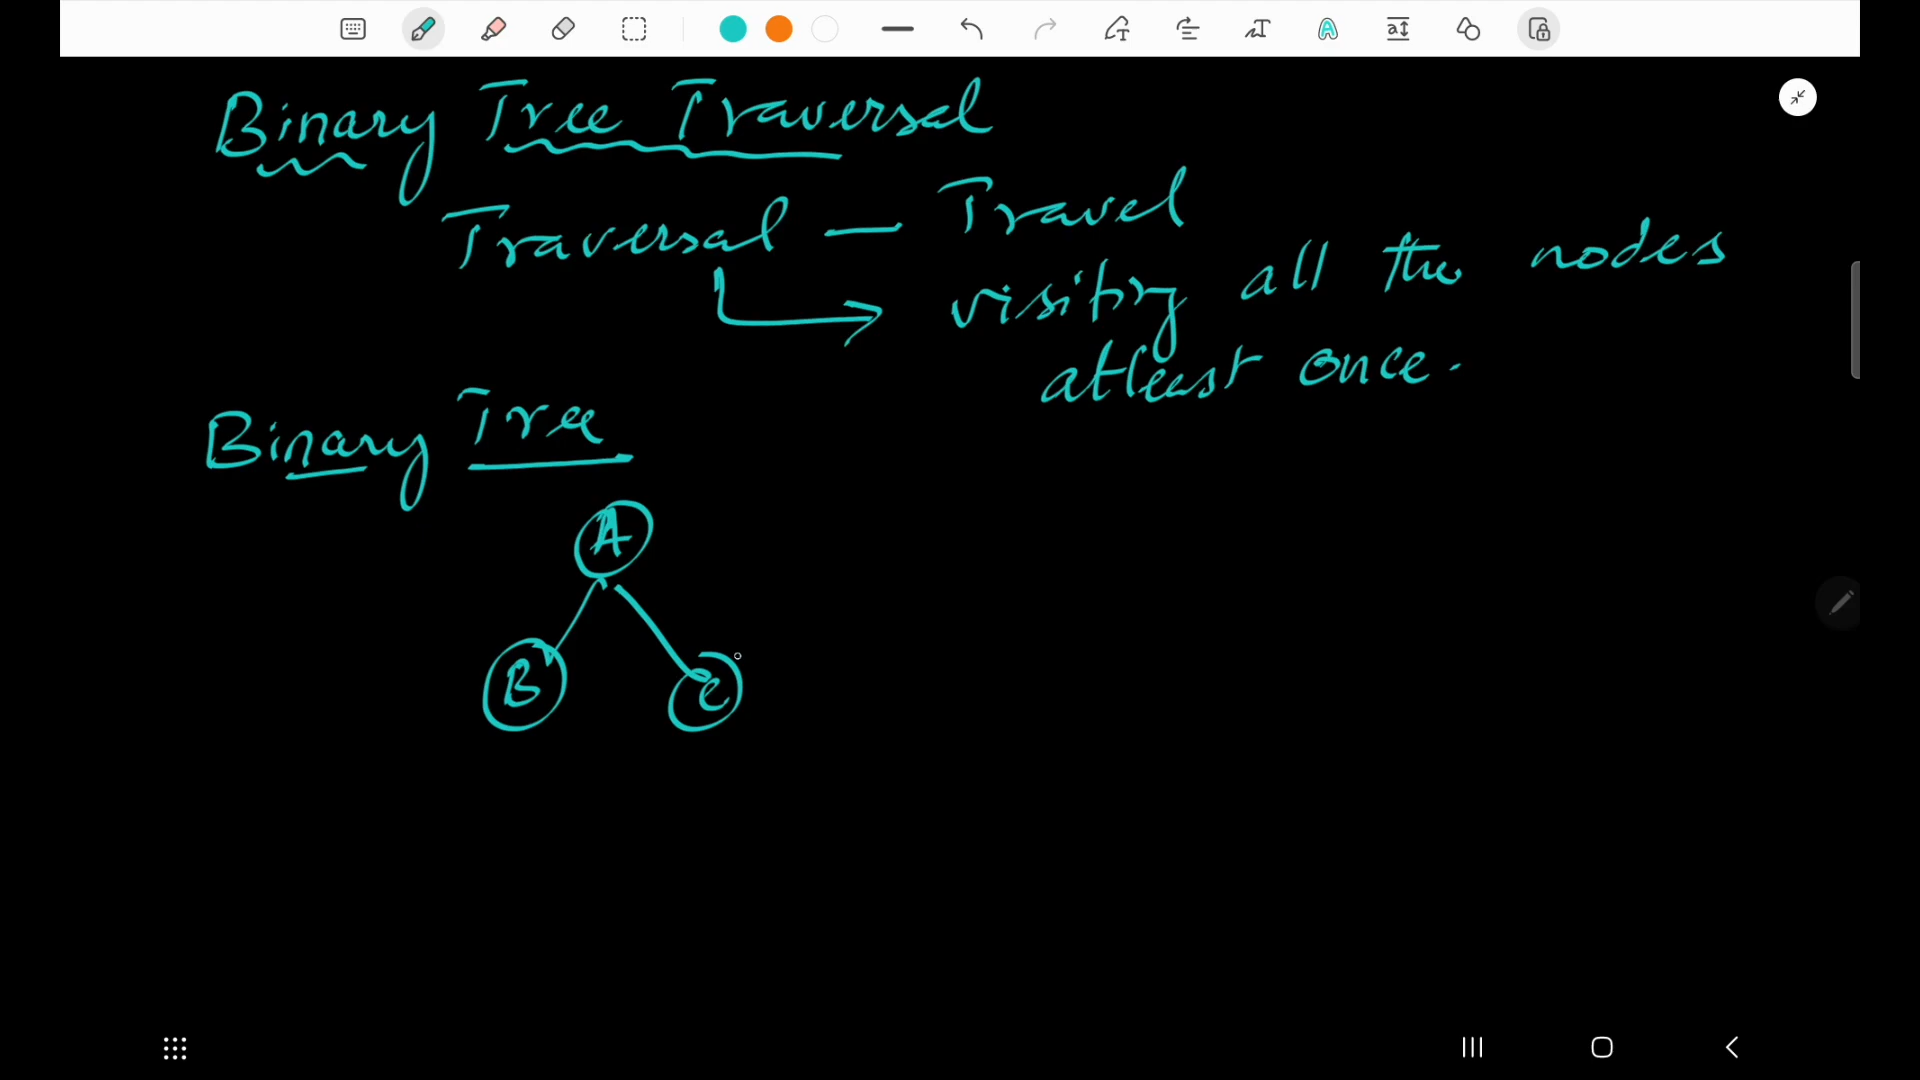 Binary Tree Traversal
Traversal — Travel
visiting all the nodes
atleast once.
Binary Tree
A
B
C